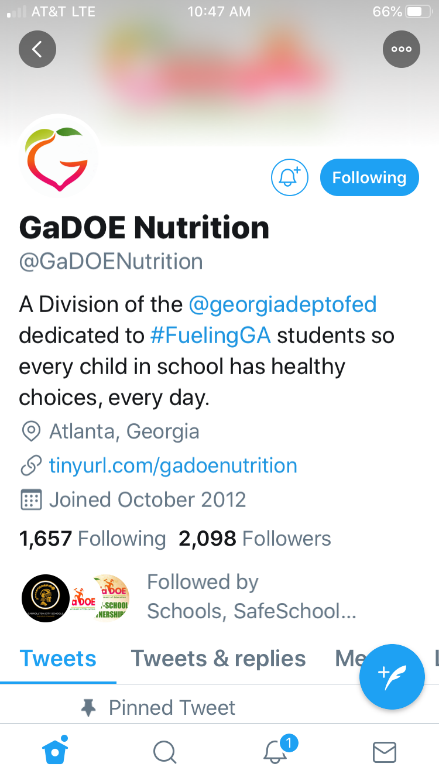 AT&T LTE 10:47 AM 66%
Following
GaDOE Nutrition
@GaDOENutrition
A Division of the @georgiadeptofed
dedicated to #FuelingGA students so
every child in school has healthy
choices, every day.
Atlanta, Georgia
tinyurl.com/gadoenutrition
Joined October 2012
1,657 Following 2,098 Followers
Followed by
Schools, SafeSchool...
Tweets Tweets & replies Me
Pinned Tweet
1